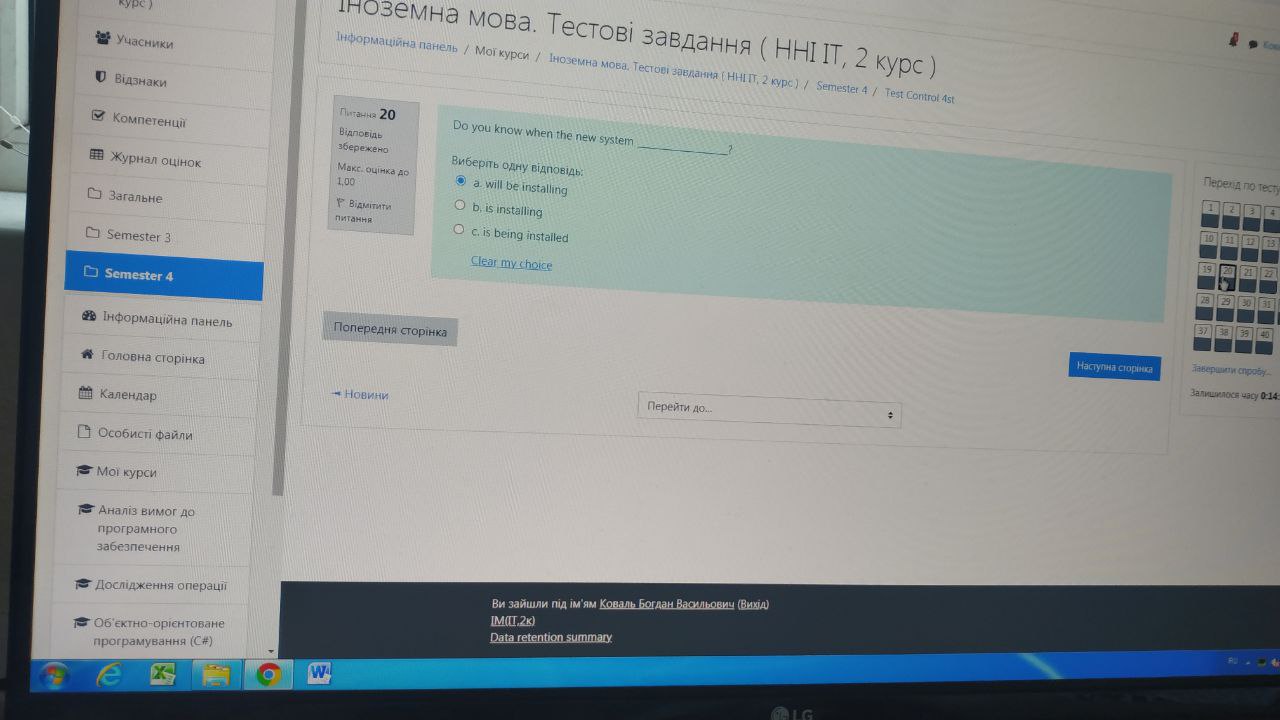 курс )
Учасники
Відзнаки
Компетенції
Журнал оцінок
Загальне
Semester 3
Semester 4
Інформаційна панель
Головна сторінка
Календар
Особисті файли
Мої курси
Аналіз вимог до
програмного
забезпечення
Дослідження операції
Об'єктно-орієнтоване
програмування (C#)
Іноземна мова. Тестові завдання ( ННІ ІТ, 2 курс )
Інформаційна панель / Мої курси / Іноземна мова. Тестові завдання ( ННІ ІТ, 2 курс ) / Semester 4 / Test Control 4st
Питання 20
Відповідь
збережено
Макс. оцінка до
1,00
Відмітити
питання
Do you know when the new system _______________?
Виберіть одну відповідь:
a. will be installing
b. is installing
c. is being installed
Clear my choice
Попередня сторінка
Наступна сторінка
Новини
Перейти до...
Перехід по тесту
1 2 3 4
10 11 12 13
19 20 21 22
28 29 30 31
37 38 39 40
Завершити спробу...
Залишилося часу 0:14:
Ви зайшли під ім'ям Коваль Богдан Васильович (Вихід)
ІМ(ІТ,2к)
Data retention summary
RU
LG